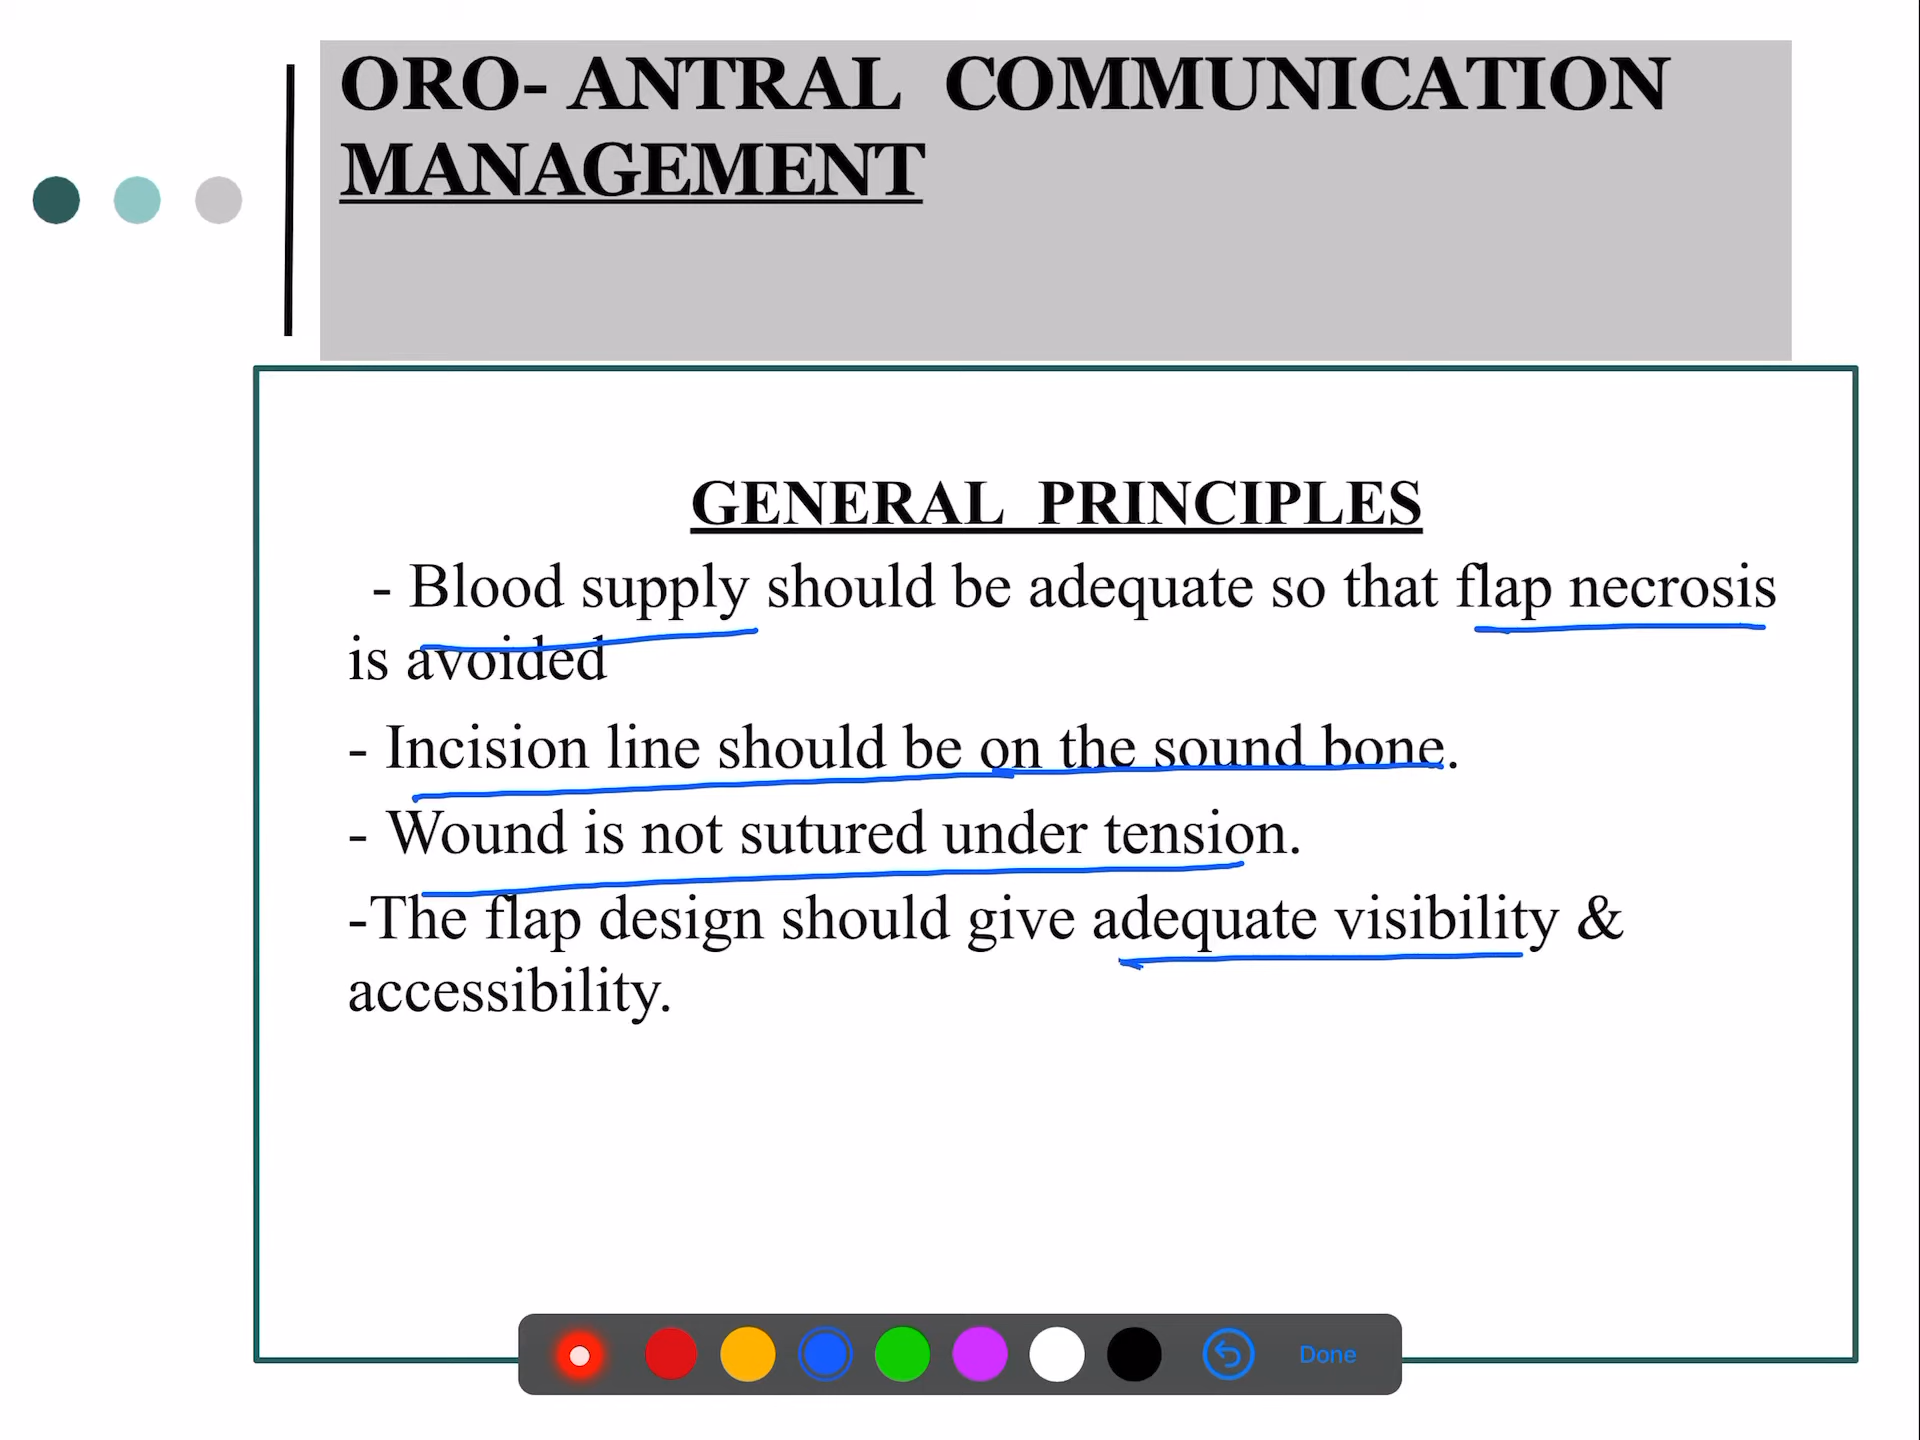 ORO- ANTRAL COMMUNICATION
MANAGEMENT
GENERAL PRINCIPLES
- Blood supply should be adequate so that flap necrosis
is avoided
- Incision line should be on the sound bone.
- Wound is not sutured under tension.
-The flap design should give adequate visibility &
accessibility.
Done